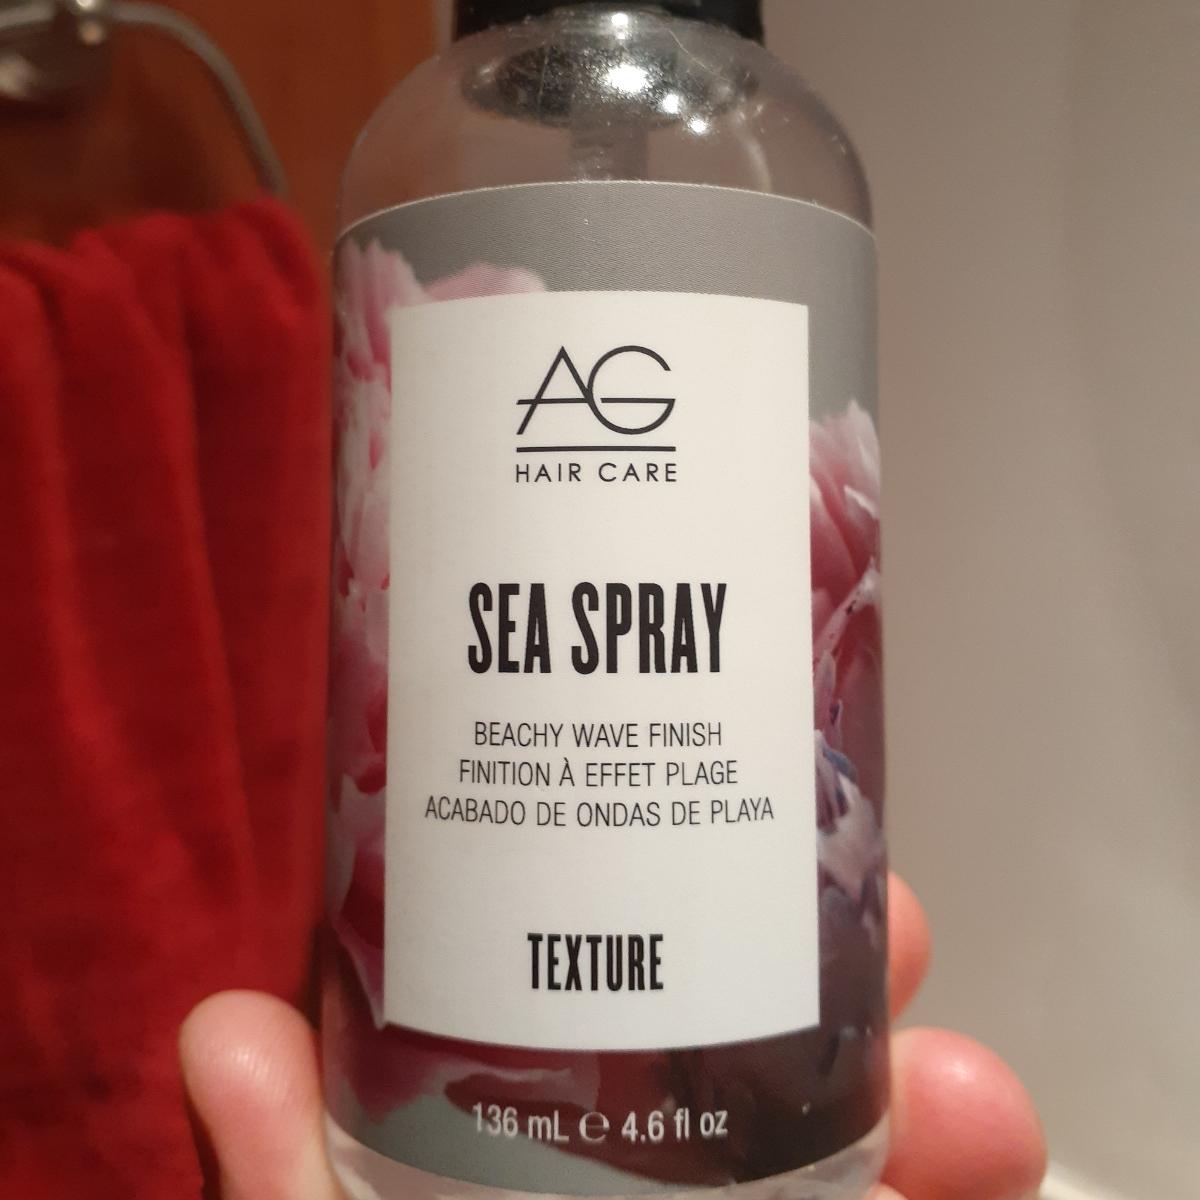 AG
HAIR CARE
SEA SPRAY
BEACHY WAVE FINISH
FINITION À EFFET PLAGE
ACABADO DE ONDAS DE PLAYA
TEXTURE
136 mL ℮ 4.6 fl oz